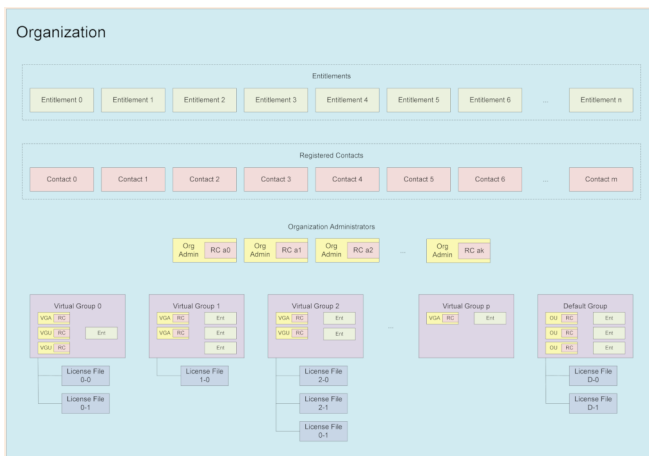 Organization
Entitlements
Entitlement 0 Entitlement 1 Entitlement 2 Entitlement 3 Entitlement 4 Entitlement 5 Entitlement 6 ... Entitlement n
Registered Contacts
Contact 0 Contact 1 Contact 2 Contact 3 Contact 4 Contact 5 Contact 6 ... Contact m
Organization Administrators
Org Admin RC a0 Org Admin RC a1 Org Admin RC a2 ... Org Admin RC ak
Virtual Group 0
VGA RC
VGU RC Ent
VGU RC
License File
0-0
License File
0-1
Virtual Group 1
VGA RC Ent
VGA RC Ent
Ent
License File
1-0
Virtual Group 2
VGA RC Ent
VGU RC Ent
License File
2-0
License File
2-1
License File
0-1
...
Virtual Group p
VGA RC Ent
Default Group
OU RC Ent
OU RC Ent
OU RC Ent
License File
D-0
License File
D-1